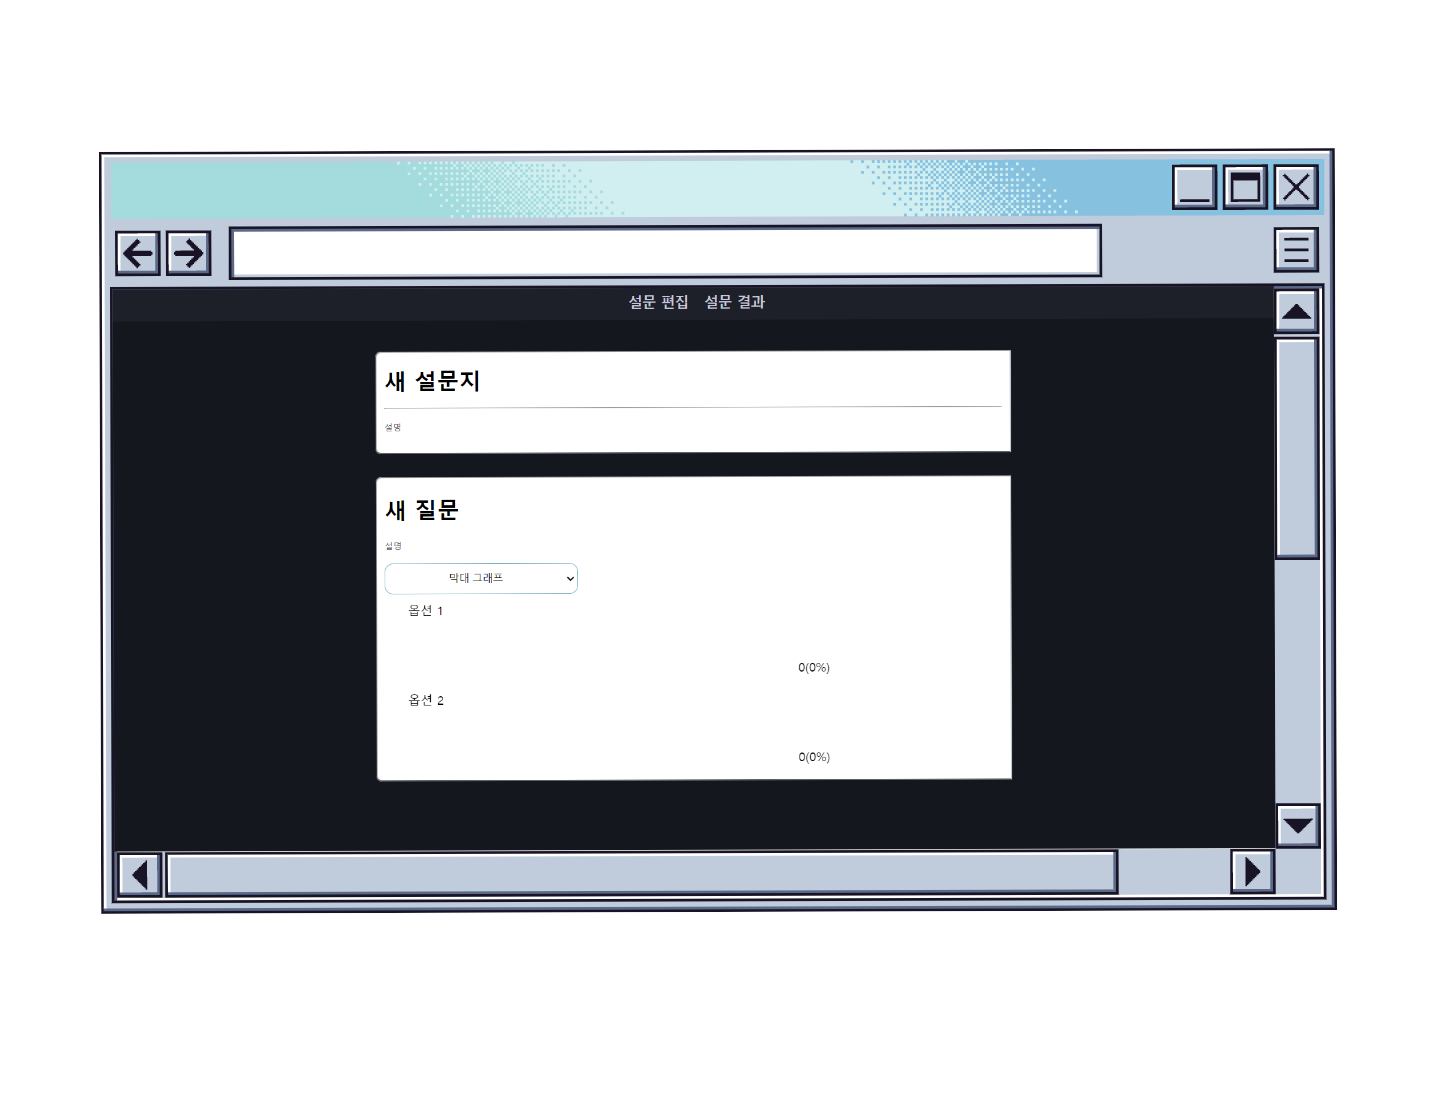 설문 편집 설문 결과
새 설문지
설명
새 질문
설명
막대 그래프
옵션 1
0(0%)
옵션 2
0(0%)